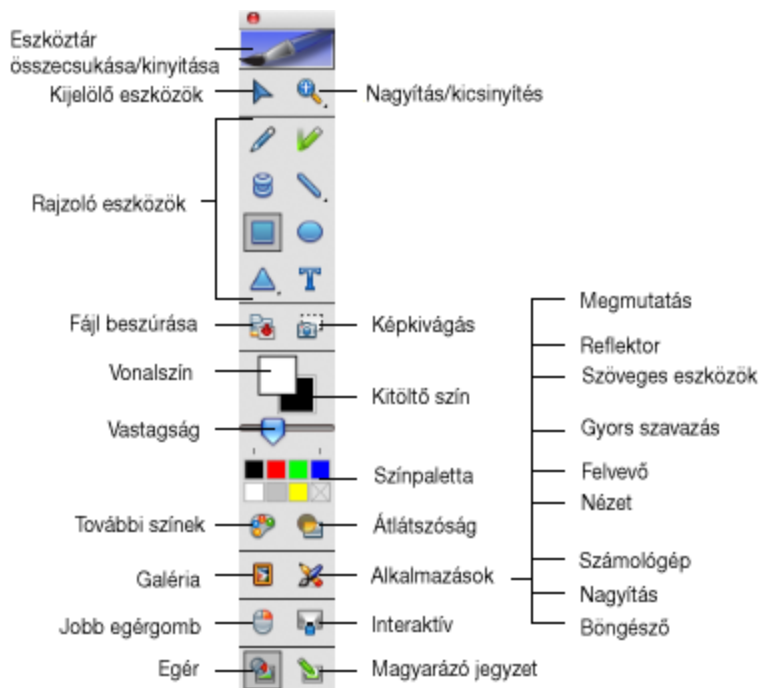 Eszköztár
összecsukása/kinyitása
Kijelölő eszközök
Nagyítás/kicsinyítés
Rajzoló eszközök
Fájl beszúrása
Képkivágás
Vonalszín
Kitöltő szín
Vastagság
Színpaletta
További színek
Átlátszóság
Galéria
Alkalmazások
Jobb egérgomb
Interaktív
Egér
Magyarázó jegyzet
Megmutatás
Reflektor
Szöveges eszközök
Gyors szavazás
Felvevő
Nézet
Számológép
Nagyítás
Böngésző